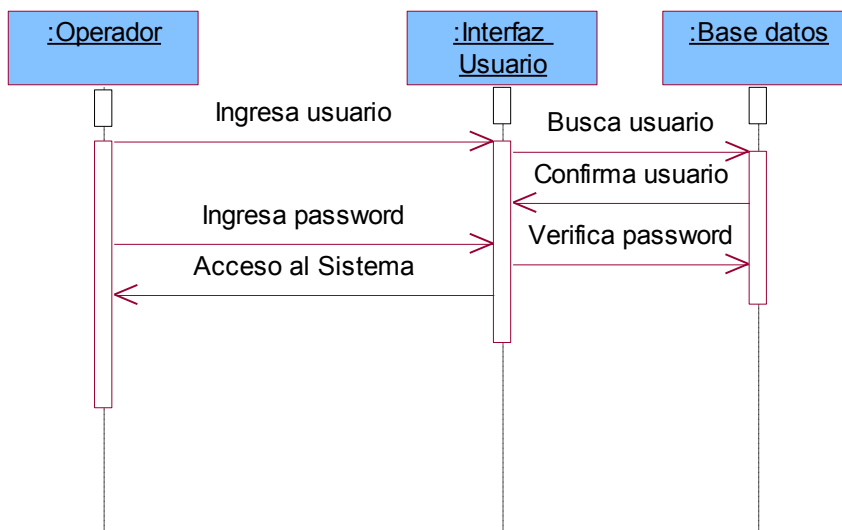 :Operador
:Interfaz
Usuario
:Base datos
Ingresa usuario
Busca usuario
Confirma usuario
Ingresa password
Verifica password
Acceso al Sistema